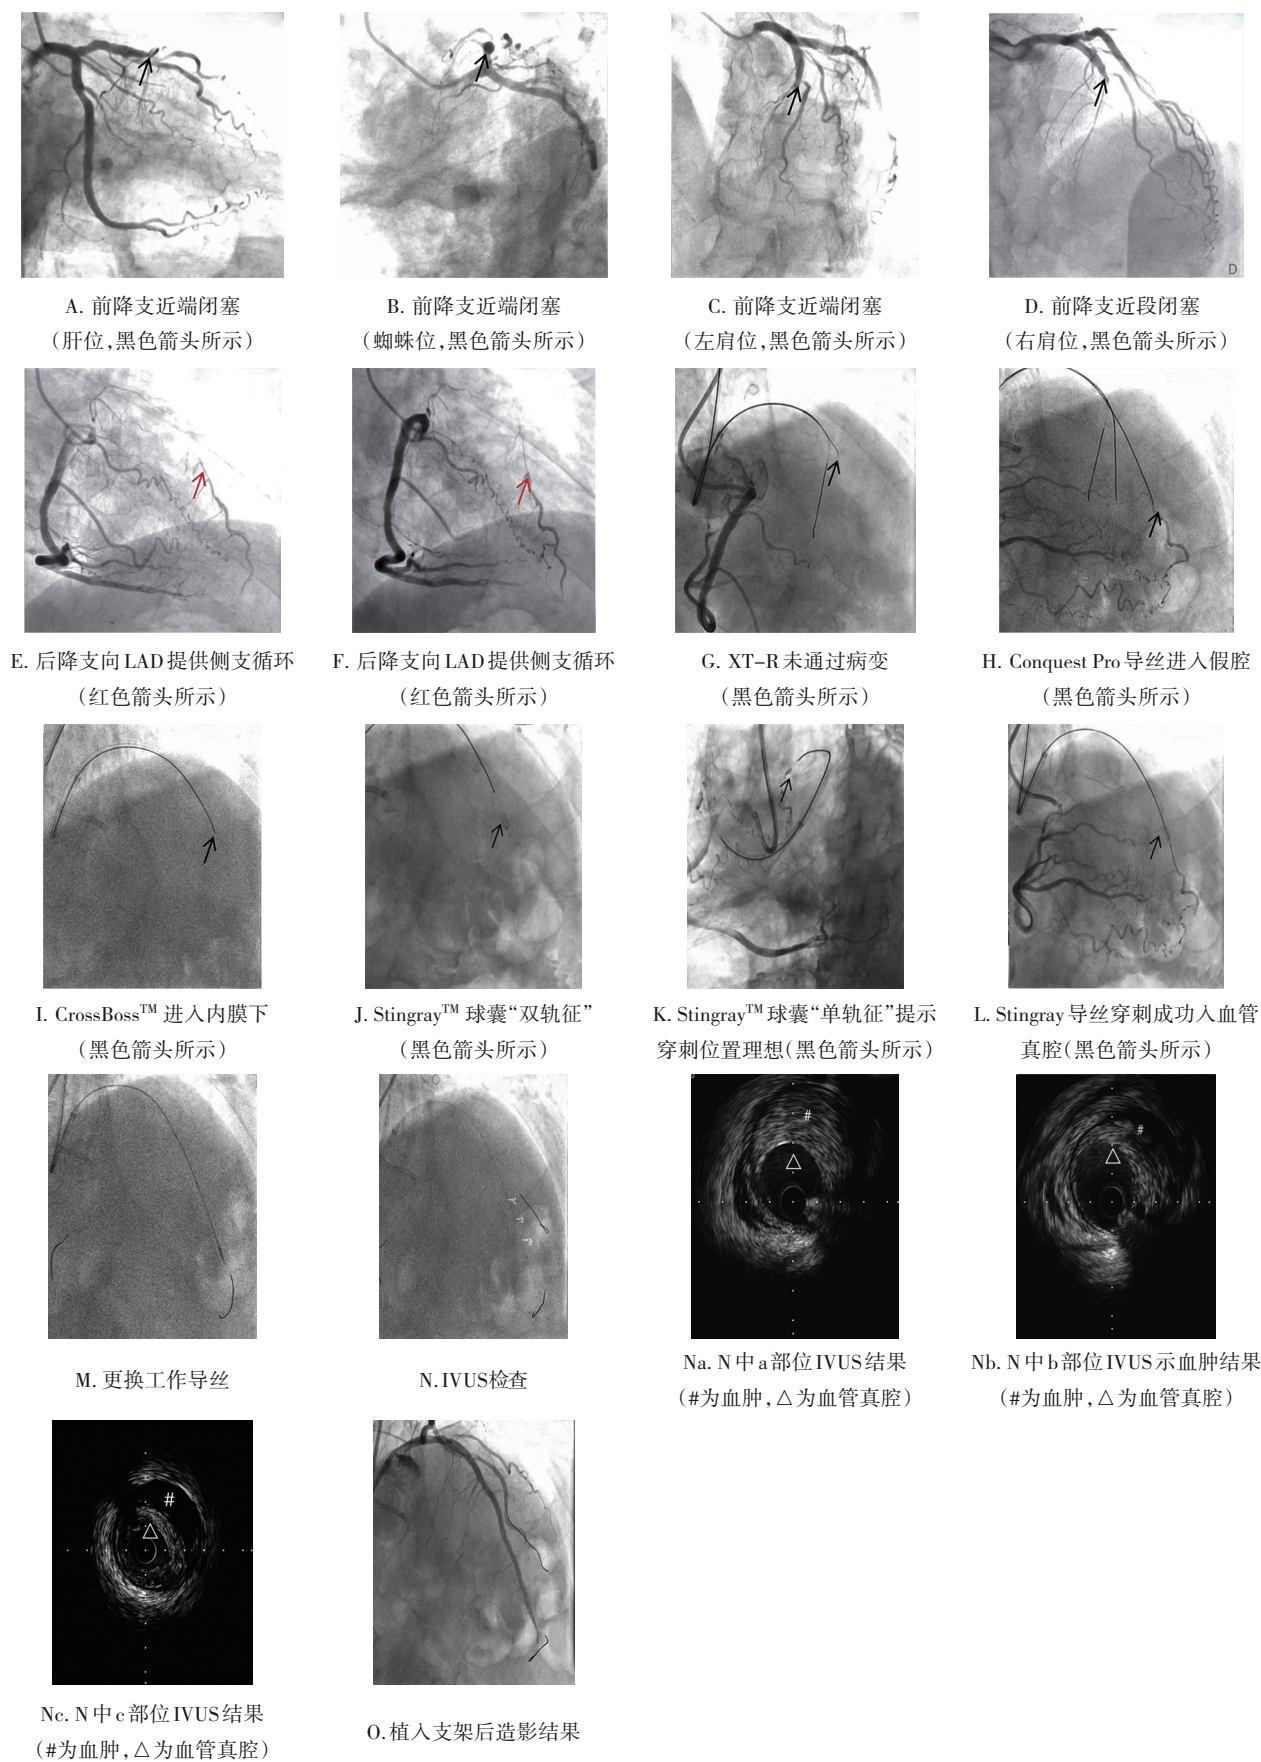 D
A. 前降支近端闭塞
（肝位，黑色箭头所示）
B. 前降支近端闭塞
（蜘蛛位，黑色箭头所示）
C. 前降支近端闭塞
（左肩位，黑色箭头所示）
D. 前降支近段闭塞
（右肩位，黑色箭头所示）
E. 后降支向LAD提供侧支循环
（红色箭头所示）
F. 后降支向LAD提供侧支循环
（红色箭头所示）
G. XT-R未通过病变
（黑色箭头所示）
H. Conquest Pro导丝进入假腔
（黑色箭头所示）
I. CrossBoss™ 进入内膜下
（黑色箭头所示）
J. Stingray™ 球囊“双轨征”
（黑色箭头所示）
K. Stingray™ 球囊“单轨征”提示
穿刺位置理想（黑色箭头所示）
L. Stingray导丝穿刺成功入血管
真腔（黑色箭头所示）
#
△
#
△
M. 更换工作导丝
N.IVUS检查
Na. N中a部位IVUS结果
（#为血肿，△为血管真腔）
Nb. N中b部位IVUS示血肿结果
（#为血肿，△为血管真腔）
#
△
Nc. N中c部位IVUS结果
（#为血肿，△为血管真腔）
O.植入支架后造影结果